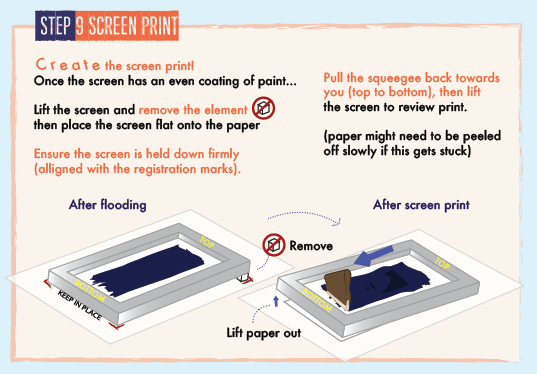 STEP 9 SCREEN PRINT
Create the screen print!
Once the screen has an even coating of paint...
Lift the screen and remove the element
then place the screen flat onto the paper
Ensure the screen is held down firmly
(alligned with the registration marks).
Pull the squeegee back towards
you (top to bottom), then lift
the screen to review print.
(paper might need to be peeled
off slowly if this gets stuck)
After flooding
After screen print
TOP
BOTTOM
KEEP IN PLACE
Remove
TOP
BOTTOM
Lift paper out